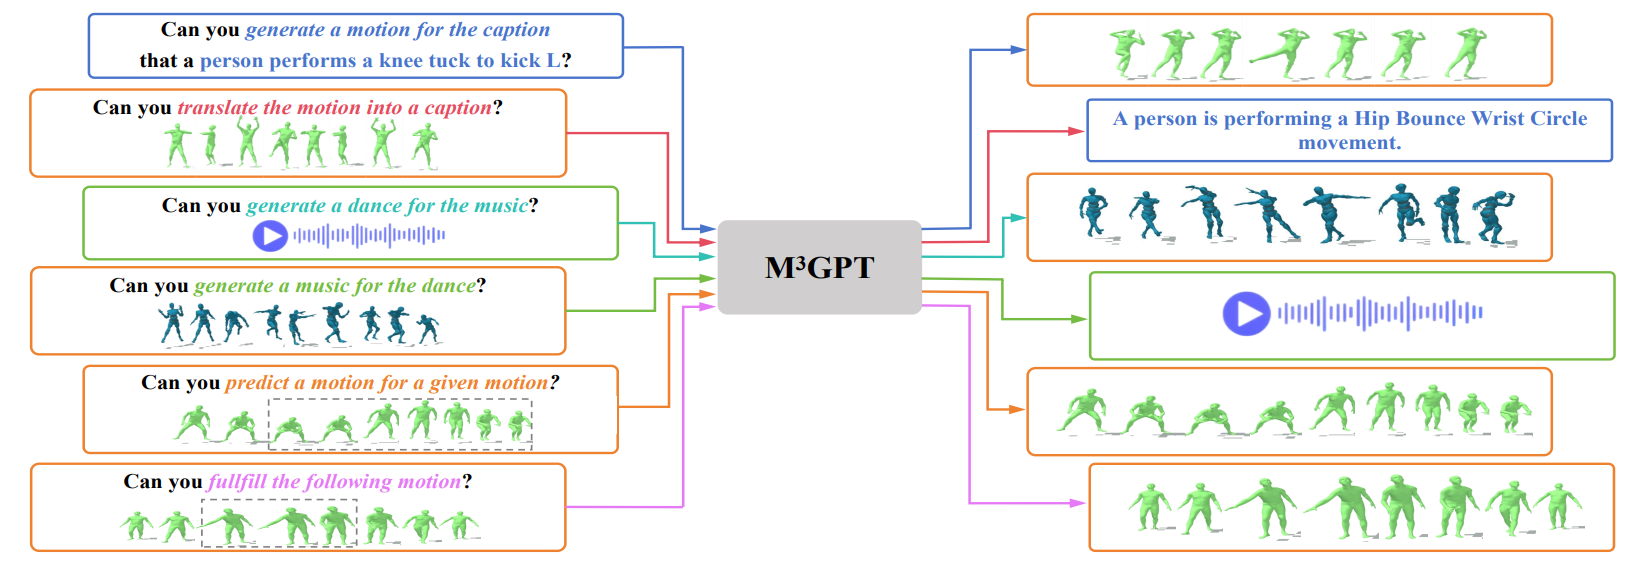 Can you generate a motion for the caption
that a person performs a knee tuck to kick L?
Can you translate the motion into a caption?
Can you generate a dance for the music?
Can you generate a music for the dance?
Can you predict a motion for a given motion?
Can you fullfill the following motion?
M³GPT
A person is performing a Hip Bounce Wrist Circle
movement.